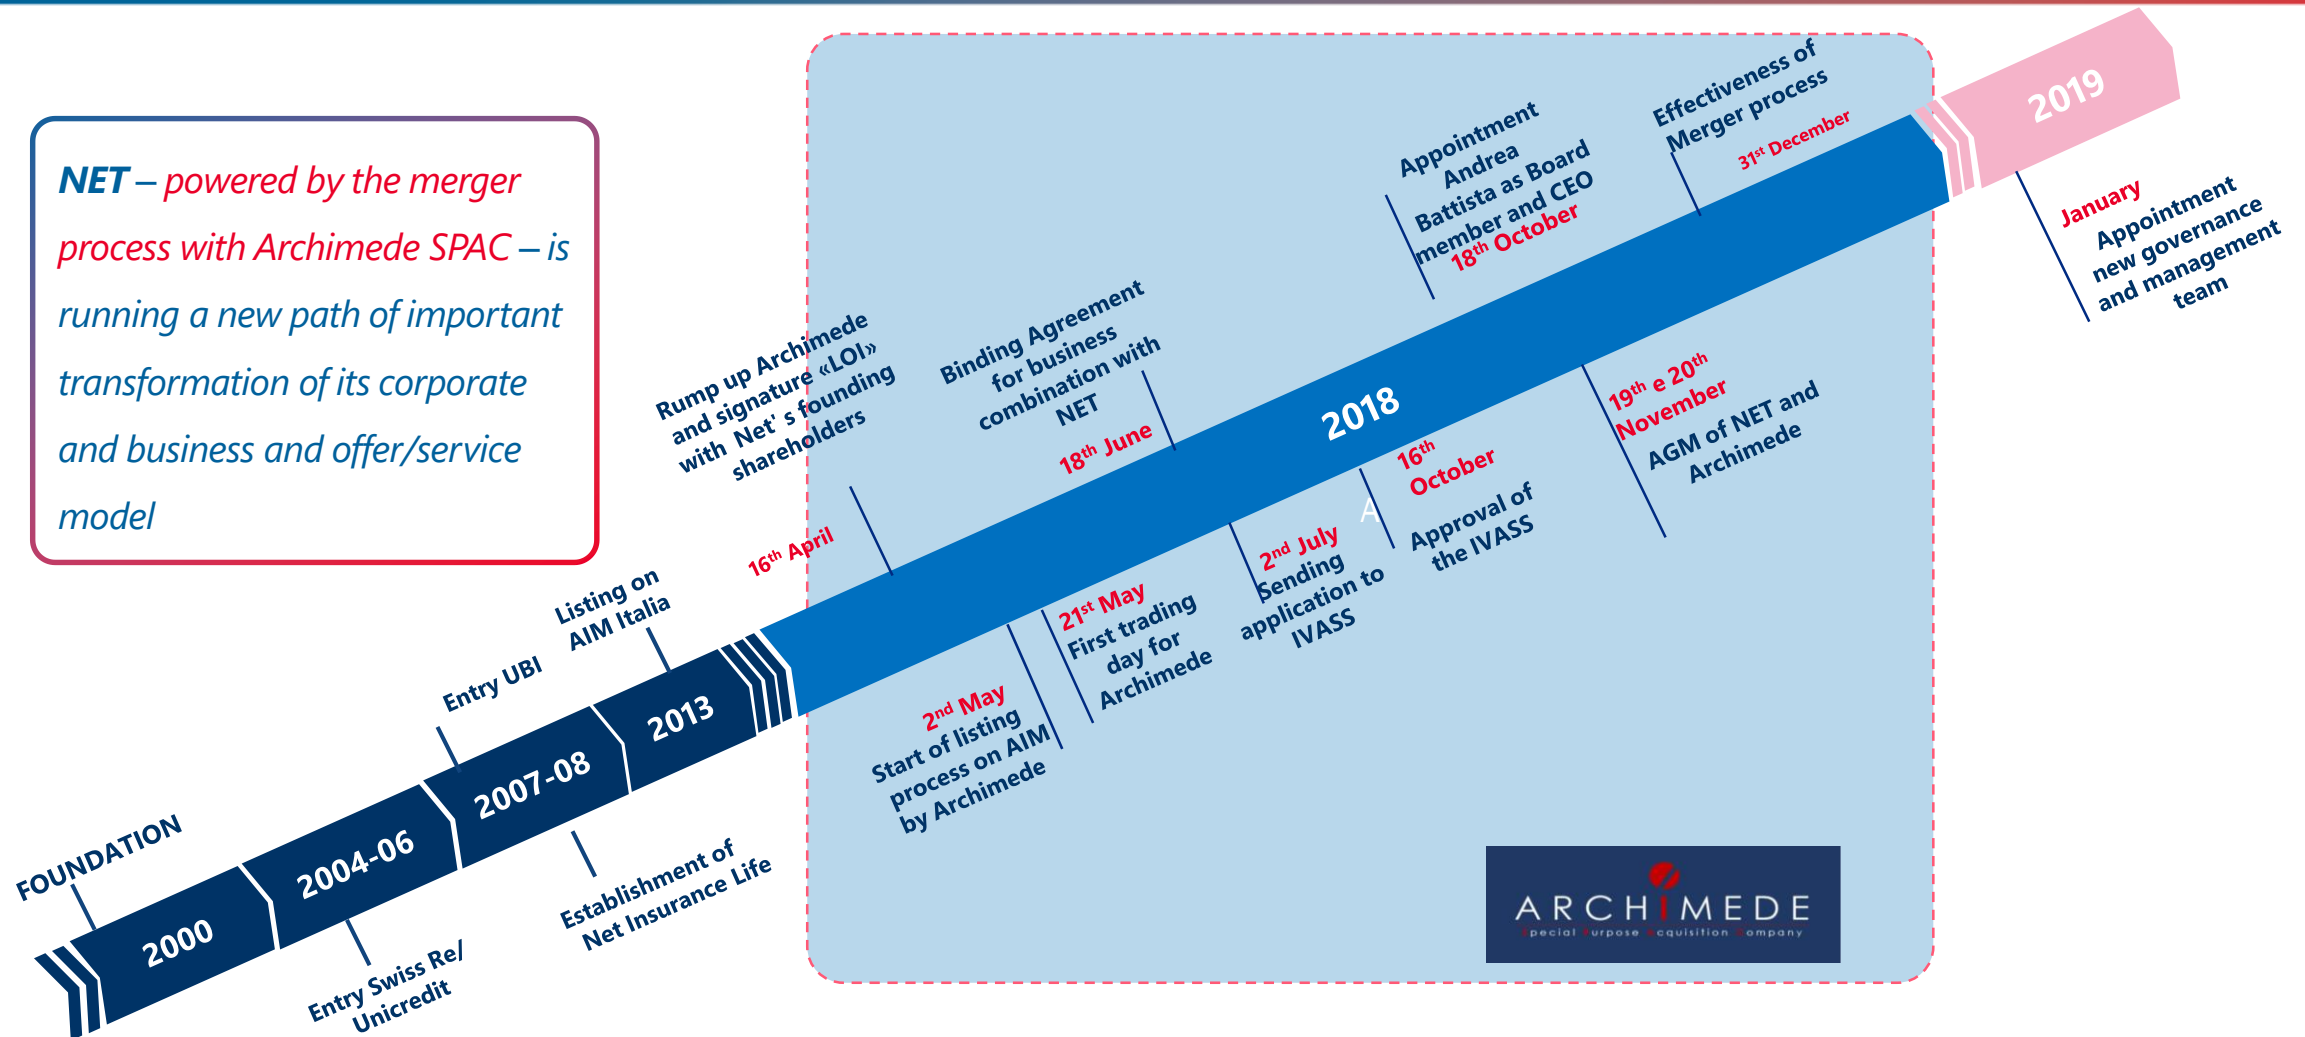 NET – powered by the merger
process with Archimede SPAC – is
running a new path of important
transformation of its corporate
and business and offer/service
model
FOUNDATION
2000
2004-06
Entry Swiss Re/
Unicredit
Entry UBI
2007-08
Establishment of
Net Insurance Life
Listing on
AIM Italia
2013
Rump up Archimede
and signature «LOI»
with Net' s founding
shareholders
16th April
2nd May
Start of listing
process on AIM
by Archimede
21st May
First trading
day for
Archimede
Binding Agreement
for business
combination with
NET
18th June
2nd July
Sending
application to
IVASS
2018
A
16th
October
Approval of
the IVASS
Appointment
Andrea
Battista as Board
member and CEO
18th October
19th e 20th
November
AGM of NET and
Archimede
Effectiveness of
Merger process
31st December
2019
January
Appointment
new governance
and management
team
ARCHIMEDE
Special Purpose Acquisition Company